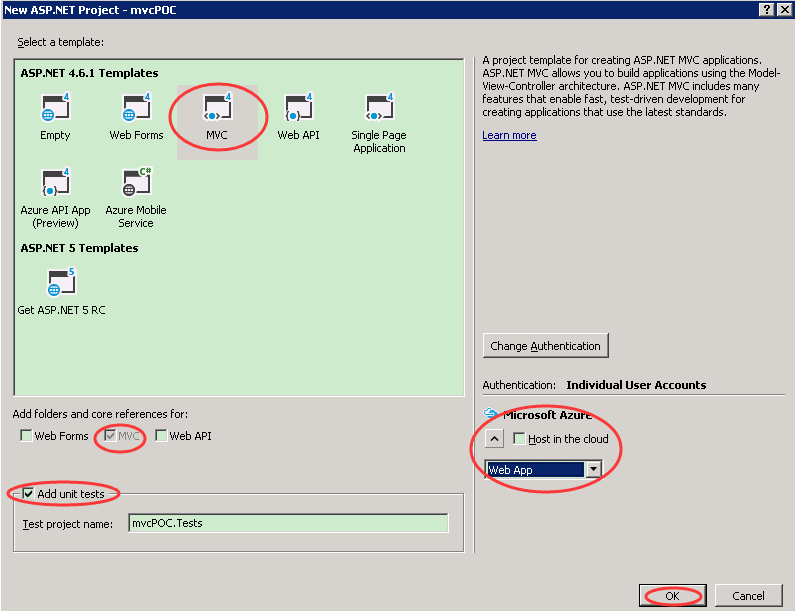 New ASP.NET Project - mvcPOC
Select a template:
ASP.NET 4.6.1 Templates
4
Empty
4
Web Forms
4
MVC
4
Web API
4
Single Page
Application
4
Azure API App
(Preview)
C#
Azure Mobile
Service
ASP.NET 5 Templates
5
Get ASP.NET 5 RC
A project template for creating ASP.NET MVC applications.
ASP.NET MVC allows you to build applications using the Model-
View-Controller architecture. ASP.NET MVC includes many
features that enable fast, test-driven development for
creating applications that use the latest standards.
Learn more
Change Authentication
Authentication: Individual User Accounts
Microsoft Azure
Host in the cloud
Web App
Add folders and core references for:
Web Forms MVC Web API
Add unit tests
Test project name: mvcPOC.Tests
OK Cancel